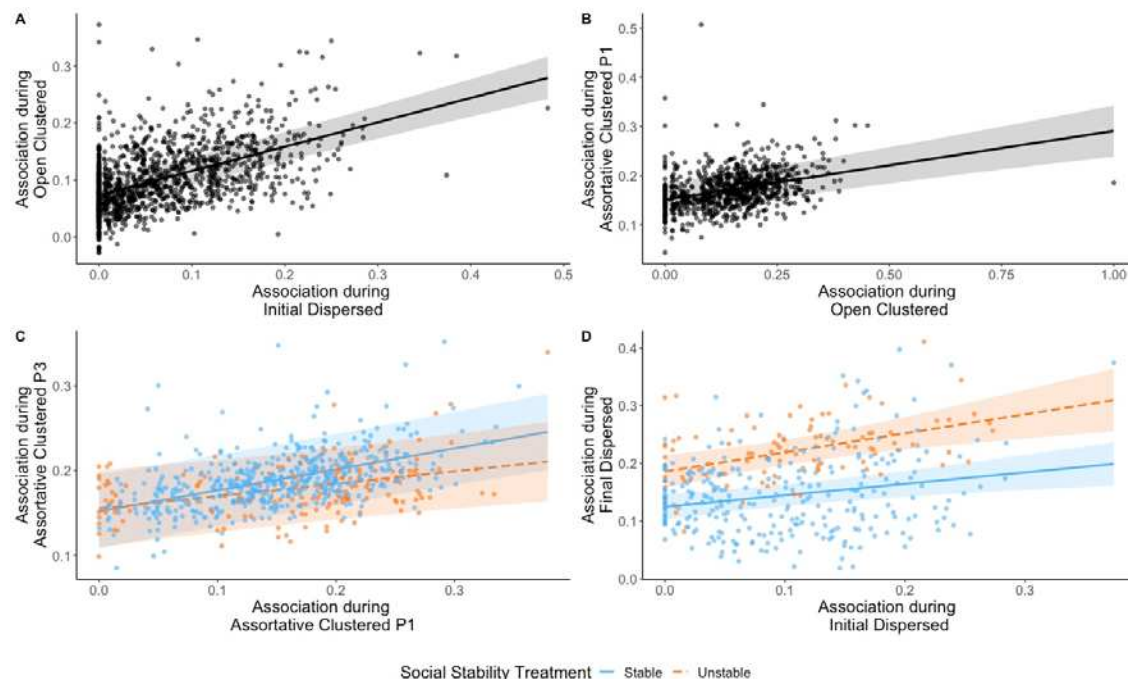 A
Association during
Open Clustered
0.3
0.2
0.1
0.0
0.0
0.1
0.2
0.3
0.4
0.5
Association during
Initial Dispersed
B
Association during
Assortative Clustered P1
0.5
0.4
0.3
0.2
0.1
0.00
0.25
0.50
0.75
1.00
Association during
Open Clustered
C
Association during
Assortative Clustered P3
0.3
0.2
0.1
0.0
0.1
0.2
0.3
Association during
Assortative Clustered P1
D
Association during
Final Dispersed
0.4
0.3
0.2
0.1
0.0
0.0
0.1
0.2
0.3
Association during
Initial Dispersed
Social Stability Treatment Stable Unstable